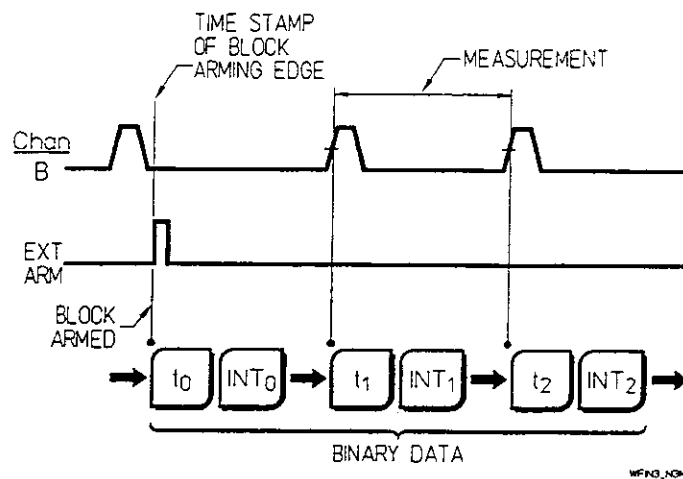 TIME STAMP
OF BLOCK
ARMING EDGE
MEASUREMENT
Chan
B
EXT
ARM
BLOCK
ARMED
t0 INT0 t1 INT1 t2 INT2
BINARY DATA